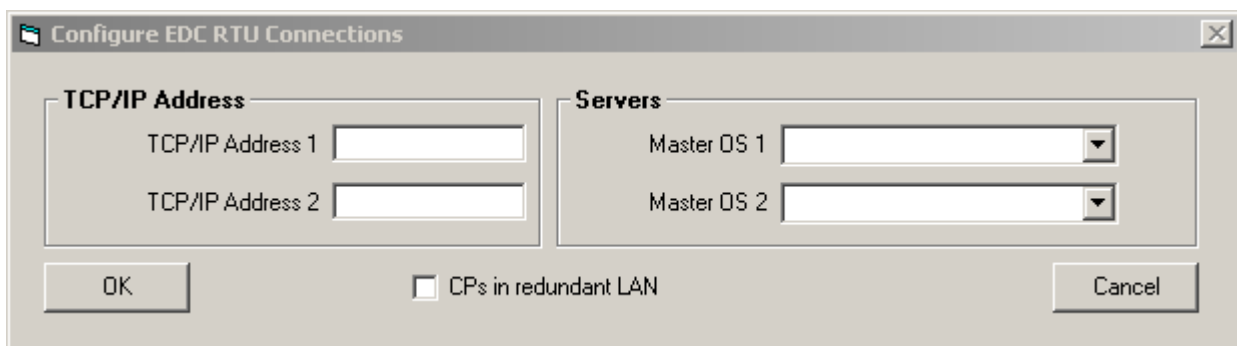 Configure EDC RTU Connections
TCP/IP Address
TCP/IP Address 1
TCP/IP Address 2
Servers
Master OS 1
Master OS 2
OK
CPs in redundant LAN
Cancel